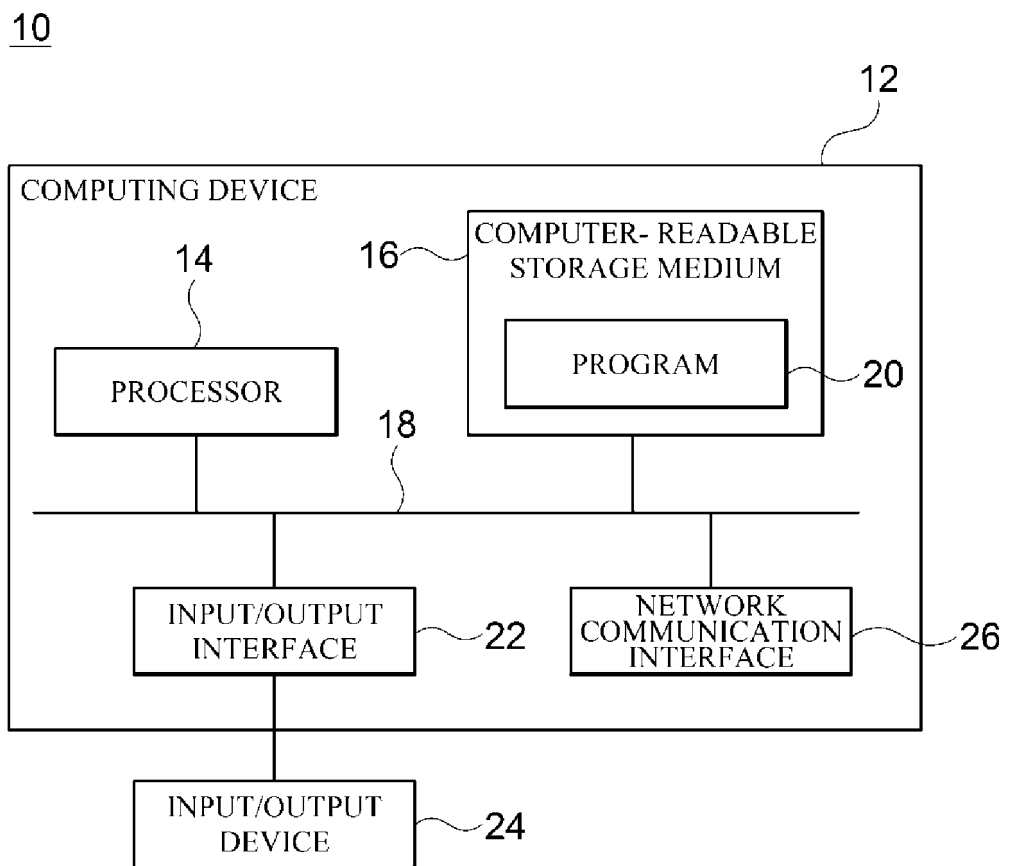 10
12
COMPUTING DEVICE
14
16
COMPUTER- READABLE
STORAGE MEDIUM
PROCESSOR
PROGRAM
20
18
INPUT/OUTPUT
INTERFACE
22
NETWORK
COMMUNICATION
INTERFACE
26
INPUT/OUTPUT
DEVICE
24